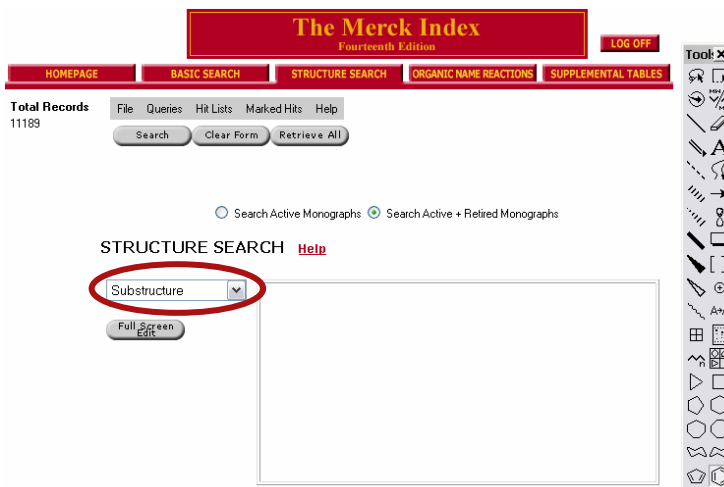 The Merck Index
Fourteenth Edition
LOG OFF
HOMEPAGE BASIC SEARCH STRUCTURE SEARCH ORGANIC NAME REACTIONS SUPPLEMENTAL TABLES
Total Records
11189
File Queries Hit Lists Marked Hits Help
Search Clear Form Retrieve All
Search Active Monographs Search Active + Retired Monographs
STRUCTURE SEARCH Help
Substructure
Full Screen
Edit
Tools
A